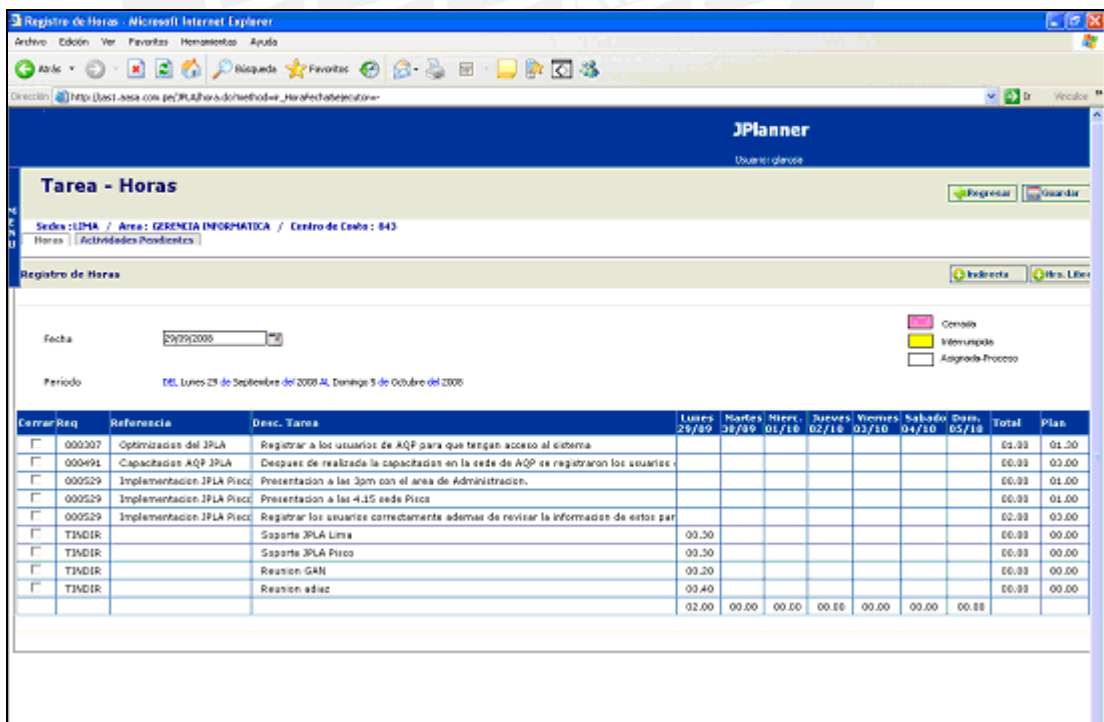 Registro de Horas - Microsoft Internet Explorer
Archivo Edición Ver Favoritos Herramientas Ayuda
Atrás Búsqueda Favoritos
Dirección Ir Vínculos
JPlanner
Usuario: glarose
Tarea - Horas
Regresar Guardar
MENU
Sedes : LIMA / Area : GERENCIA INFORMATICA / Centro de Costo : 843
Horas Actividades Pendientes
Registro de Horas Indirecta Hrs. Libre
Cerrada
Fecha 29/09/2008 Interrumpida
Asignada-Proceso
Periodo DEL Lunes 29 de Septiembre del 2008 AL Domingo 5 de Octubre del 2008
Cerrar Req Referencia Desc. Tarea Lunes 29/09 Martes 30/09 Mierc. 01/10 Jueves 02/10 Viernes 03/10 Sabado 04/10 Dom. 05/10 Total Plan
000307 Optimizacion del JPLA Registrar a los usuarios de AQP para que tengan acceso al sistema 01.00 01.30
000491 Capacitacion AQP JPLA Despues de realizada la capacitacion en la sede de AQP se registraron los usuarios 00.00 03.00
000529 Implementacion JPLA Pisco Presentacion a las 3pm con el area de Administracion. 00.00 01.00
000529 Implementacion JPLA Pisco Presentacion a las 4.15 sede Pisco 00.00 01.00
000529 Implementacion JPLA Pisco Registrar los usuarios correctamente ademas de revisar la informacion de estos par 02.00 03.00
TINDIR Soporte JPLA Lima 00.30 00.00 00.00
TINDIR Soporte JPLA Pisco 00.30 00.00 00.00
TINDIR Reunion GAN 00.20 00.00 00.00
TINDIR Reunion adiaz 00.40 00.00 00.00
02.00 00.00 00.00 00.00 00.00 00.00 00.00